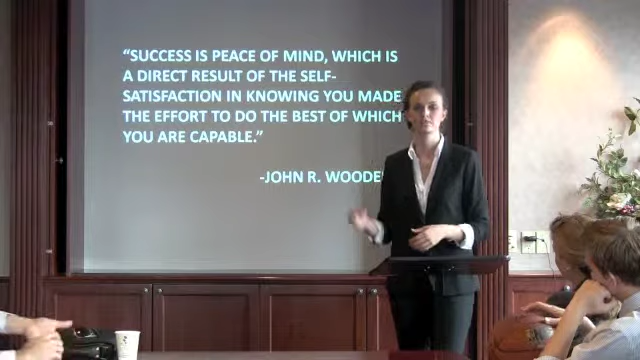 “SUCCESS IS PEACE OF MIND, WHICH IS
A DIRECT RESULT OF THE SELF-
SATISFACTION IN KNOWING YOU MADE
THE EFFORT TO DO THE BEST OF WHICH
YOU ARE CAPABLE.”
-JOHN R. WOODE